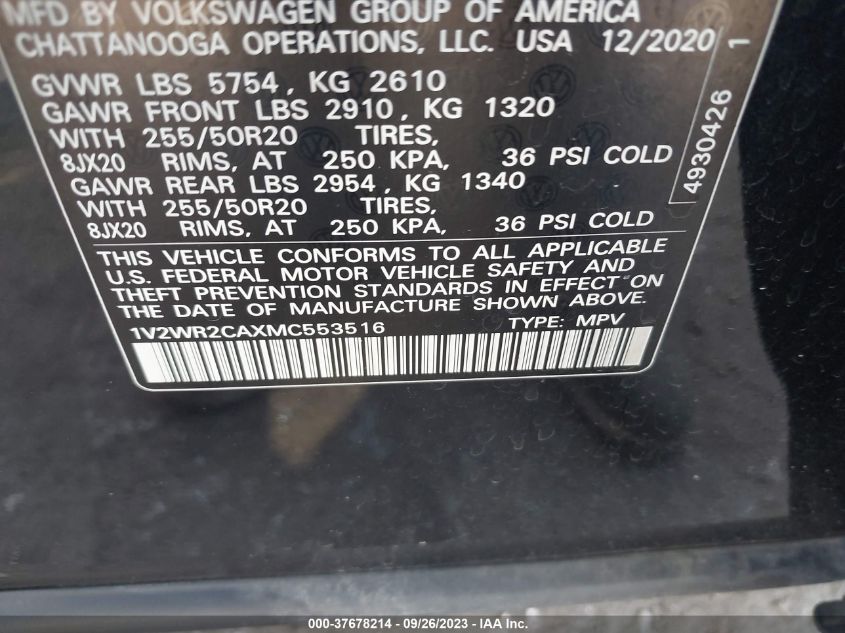 MFD BY VOLKSWAGEN GROUP OF AMERICA
CHATTANOOGA OPERATIONS, LLC. USA 12/2020
GVWR LBS 5754, KG 2610
GAWR FRONT LBS 2910, KG 1320
WITH 255/50R20 TIRES,
8JX20 RIMS, AT 250 KPA, 36 PSI COLD
GAWR REAR LBS 2954, KG 1340
WITH 255/50R20 TIRES,
8JX20 RIMS, AT 250 KPA, 36 PSI COLD
THIS VEHICLE CONFORMS TO ALL APPLICABLE
U.S. FEDERAL MOTOR VEHICLE SAFETY AND
THEFT PREVENTION STANDARDS IN EFFECT ON
THE DATE OF MANUFACTURE SHOWN ABOVE.
1V2WR2CAXMC553516 TYPE: MPV
4930426 1
000-37678214 - 09/26/2023 - IAA Inc.